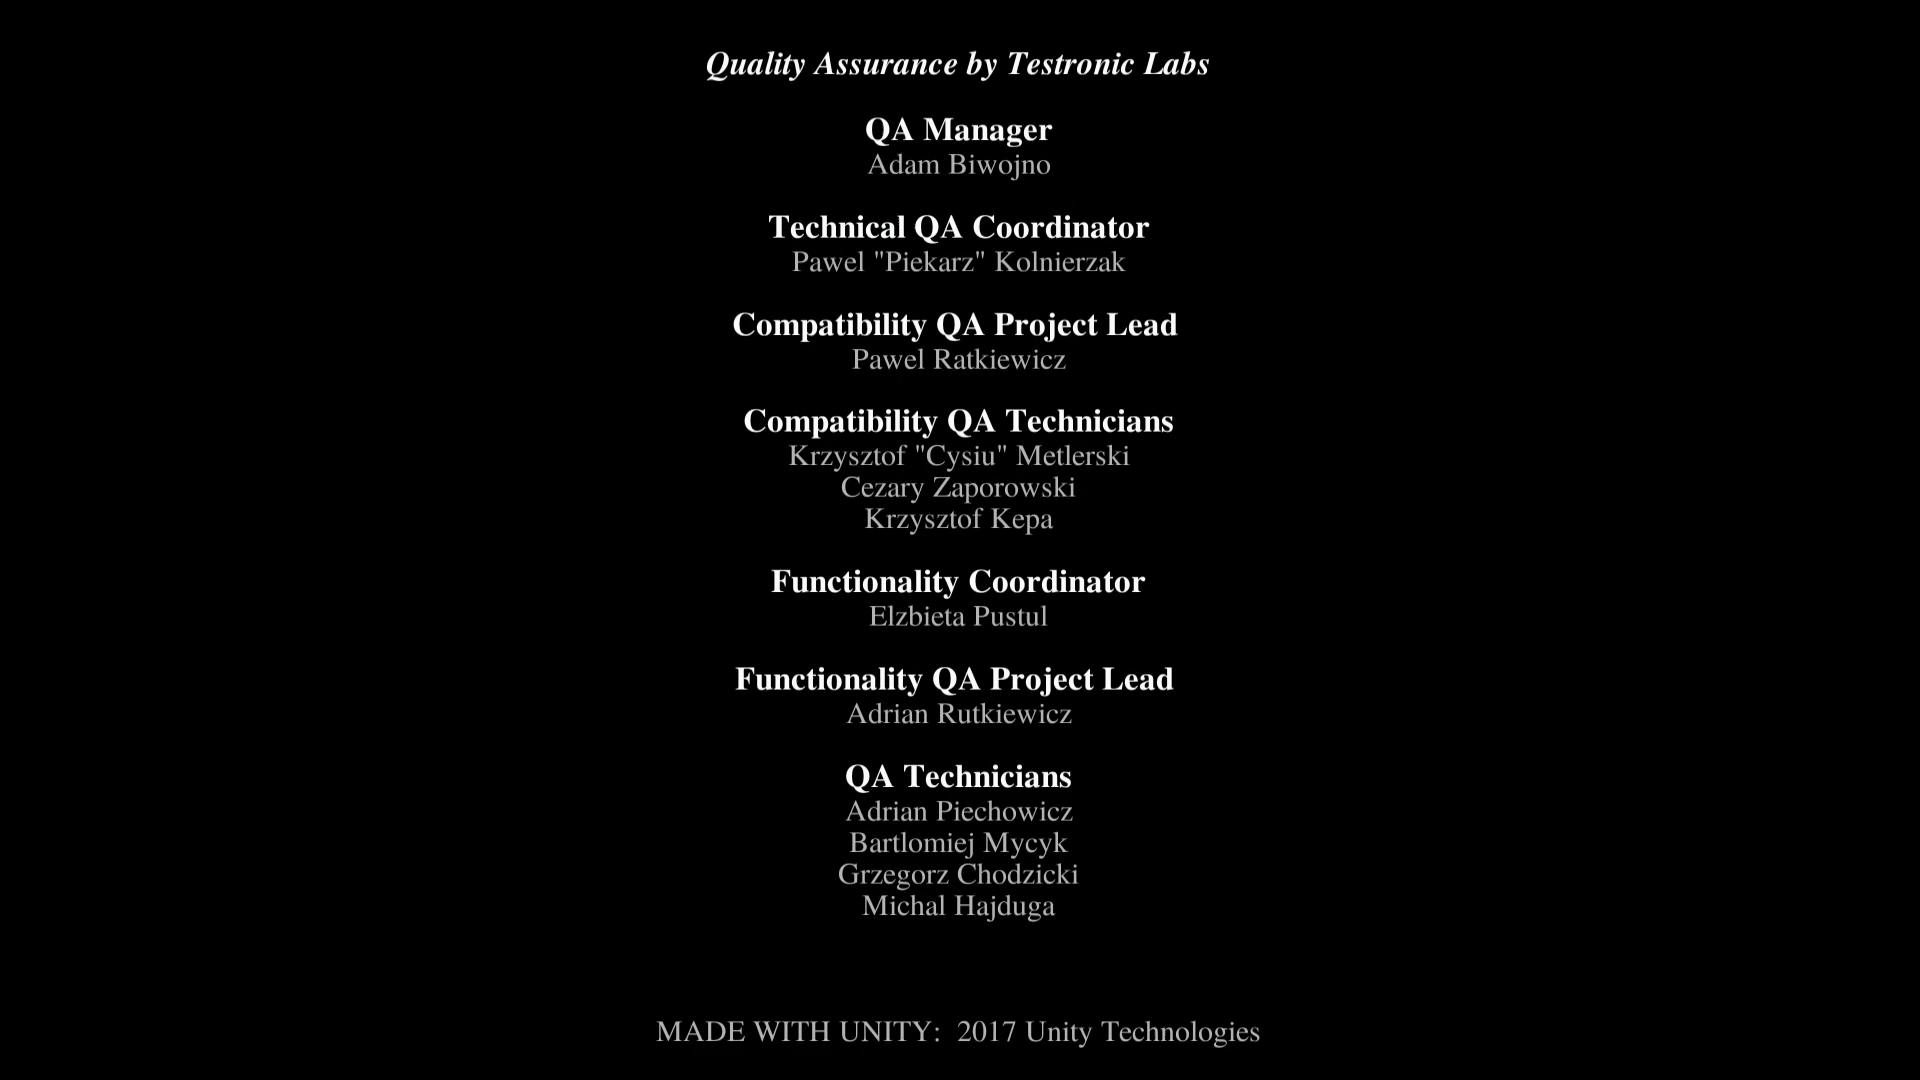 Quality Assurance by Testronic Labs
QA Manager
Adam Biwojno
Technical QA Coordinator
Pawel "Piekarz" Kolnierzak
Compatibility QA Project Lead
Pawel Ratkiewicz
Compatibility QA Technicians
Krzysztof "Cysiu" Metlerski
Cezary Zaporowski
Krzysztof Kepa
Functionality Coordinator
Elzbieta Pustul
Functionality QA Project Lead
Adrian Rutkiewicz
QA Technicians
Adrian Piechowicz
Bartlomiej Mycyk
Grzegorz Chodzicki
Michal Hajduga
MADE WITH UNITY:  2017 Unity Technologies